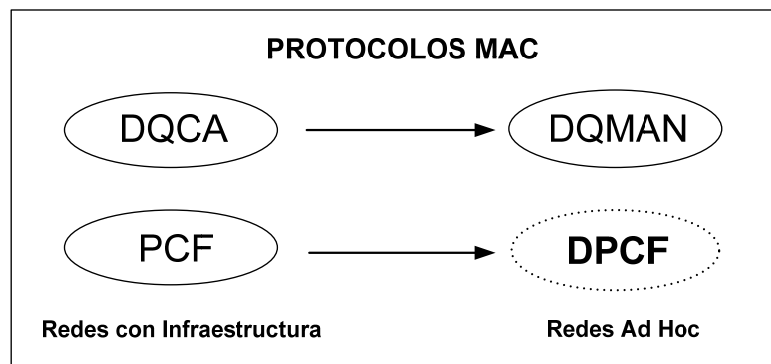 PROTOCOLOS MAC
DQCA
DQMAN
PCF
DPCF
Redes con Infraestructura
Redes Ad Hoc